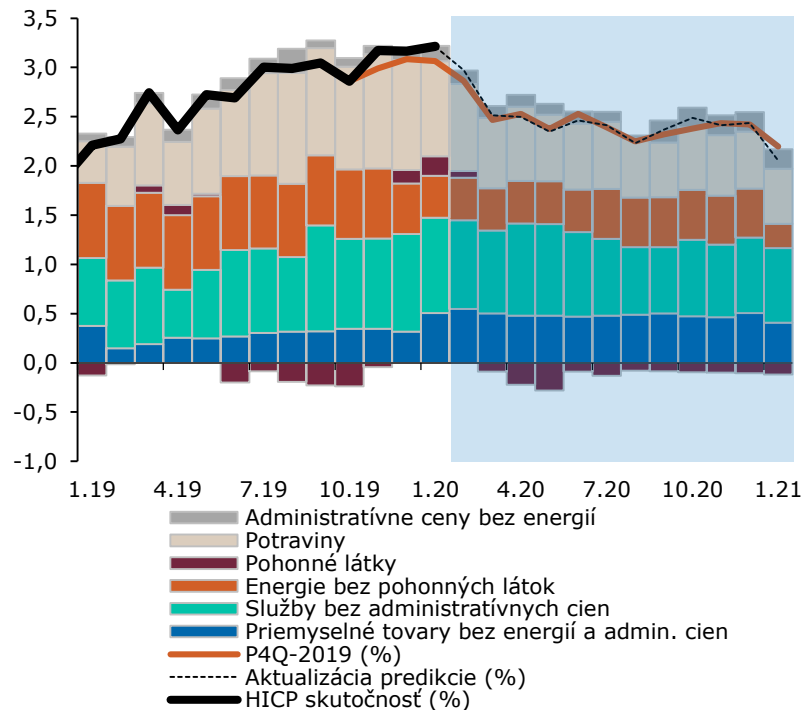 3,5
3,0
2,5
2,0
1,5
1,0
0,5
0,0
-0,5
-1,0
1.19 4.19 7.19 10.19 1.20 4.20 7.20 10.20 1.21
Administratívne ceny bez energií
Potraviny
Pohonné látky
Energie bez pohonných látok
Služby bez administratívnych cien
Priemyselné tovary bez energií a admin. cien
P4Q-2019 (%)
Aktualizácia predikcie (%)
HICP skutočnosť (%)